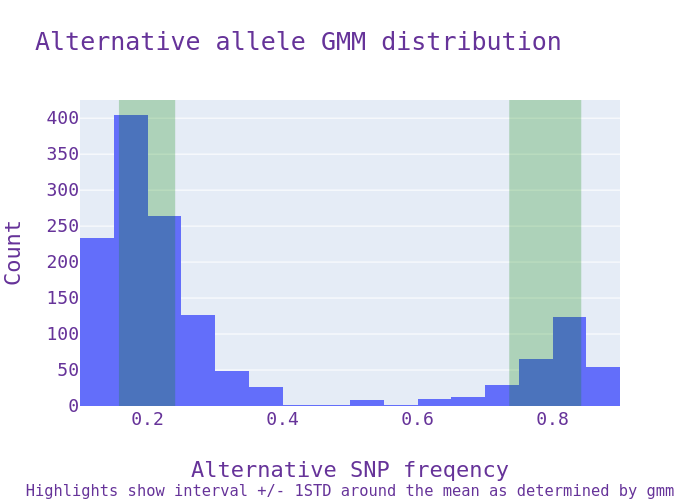 Alternative allele GMM distribution
400
350
300
250
200
150
100
50
0
Count
0.2 0.4 0.6 0.8
Alternative SNP freqency
Highlights show interval +/- 1STD around the mean as determined by gmm